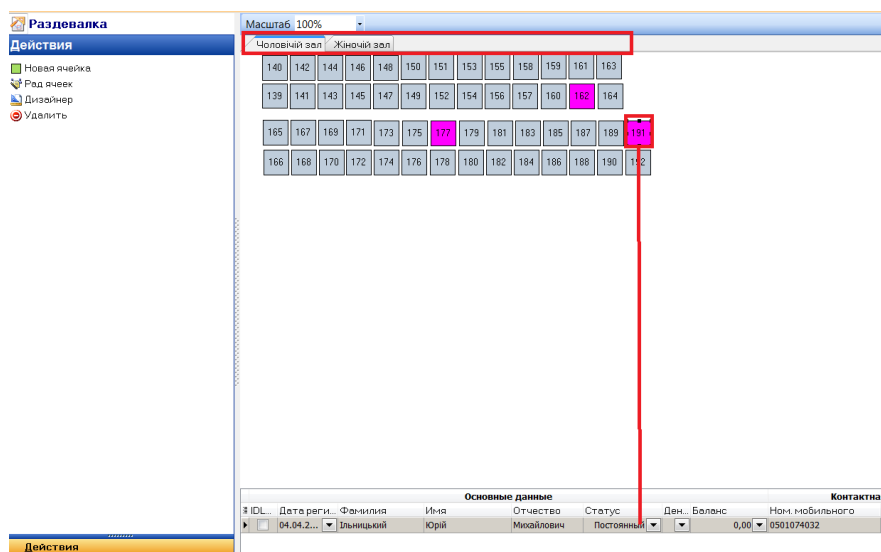 Раздевалка
Масштаб 100%
Действия
Чоловічій зал Жіночій зал
Новая ячейка
Ряд ячеек
Дизайнер
Удалить
140 142 144 146 148 150 151 153 155 158 159 161 163
139 141 143 145 147 149 152 154 156 157 160 162 164
165 167 169 171 173 175 177 179 181 183 185 187 189 191
166 168 170 172 174 176 178 180 182 184 186 188 190 192
Основные данные Контактна
IDL... Дата реги... Фамилия Имя Отчество Статус Ден... Баланс Ном. мобильного
04.04.2... Ільницький Юрій Михайлович Постоянный 0,00 0501074032
Действия